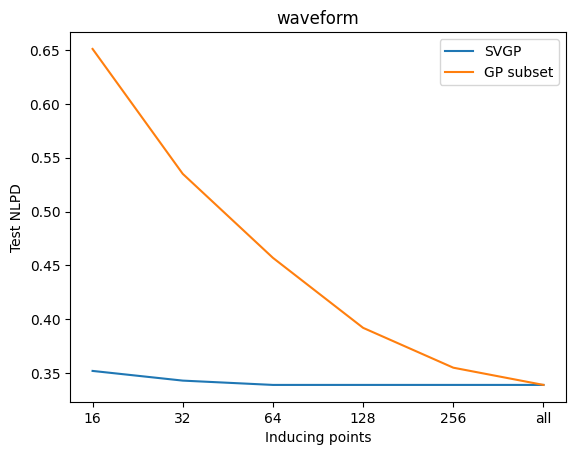 waveform
SVGP
GP subset
0.65
0.60
0.55
0.50
0.45
0.40
0.35
Test NLPD
16 32 64 128 256 all
Inducing points